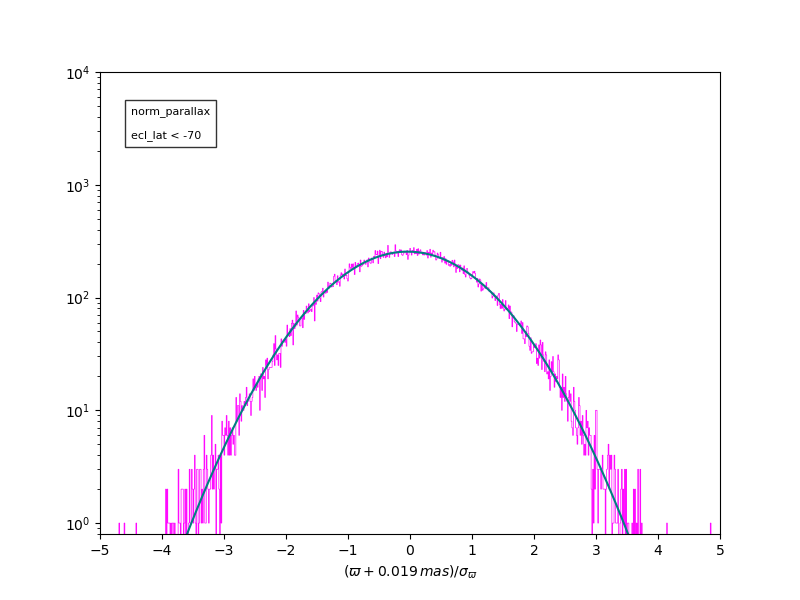 10⁴
norm_parallax
ecl_lat < -70
10³
10²
10¹
10⁰
−5 −4 −3 −2 −1 0 1 2 3 4 5
(ϖ + 0.019 mas)/σ_ϖ